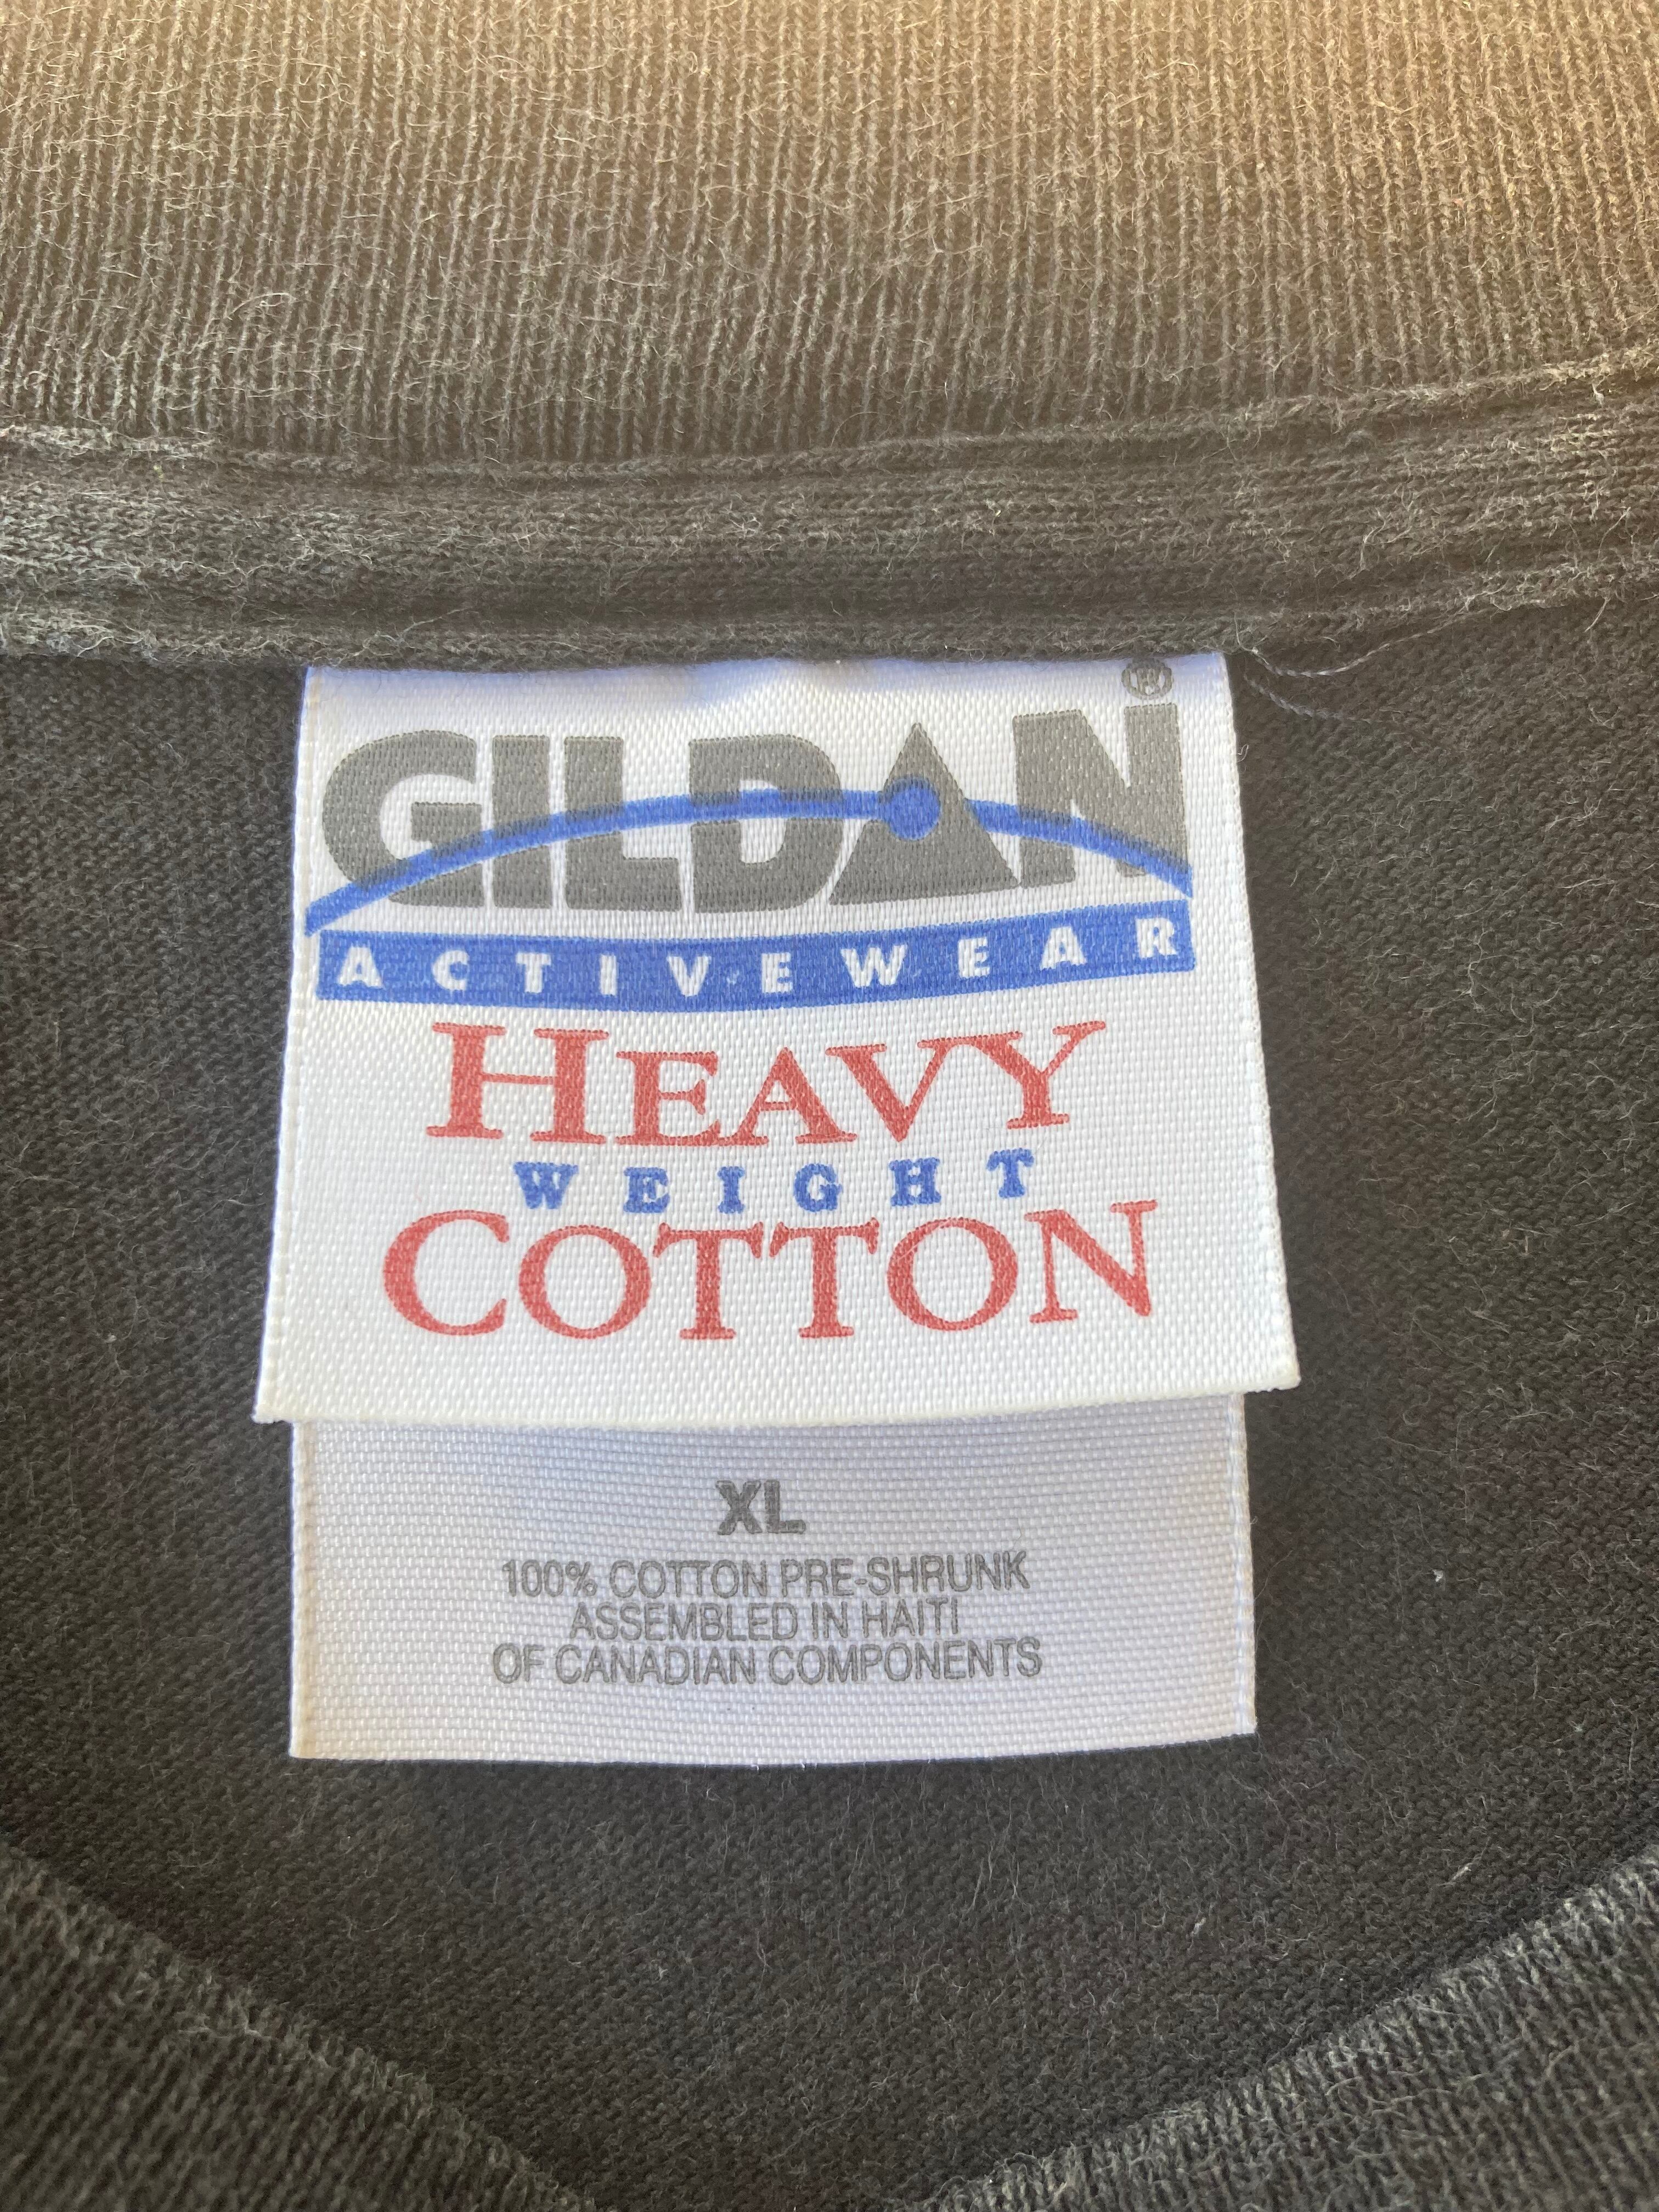 GILDAN®
ACTIVEWEAR
HEAVY
WEIGHT
COTTON
XL
100% COTTON PRE-SHRUNK
ASSEMBLED IN HAITI
OF CANADIAN COMPONENTS